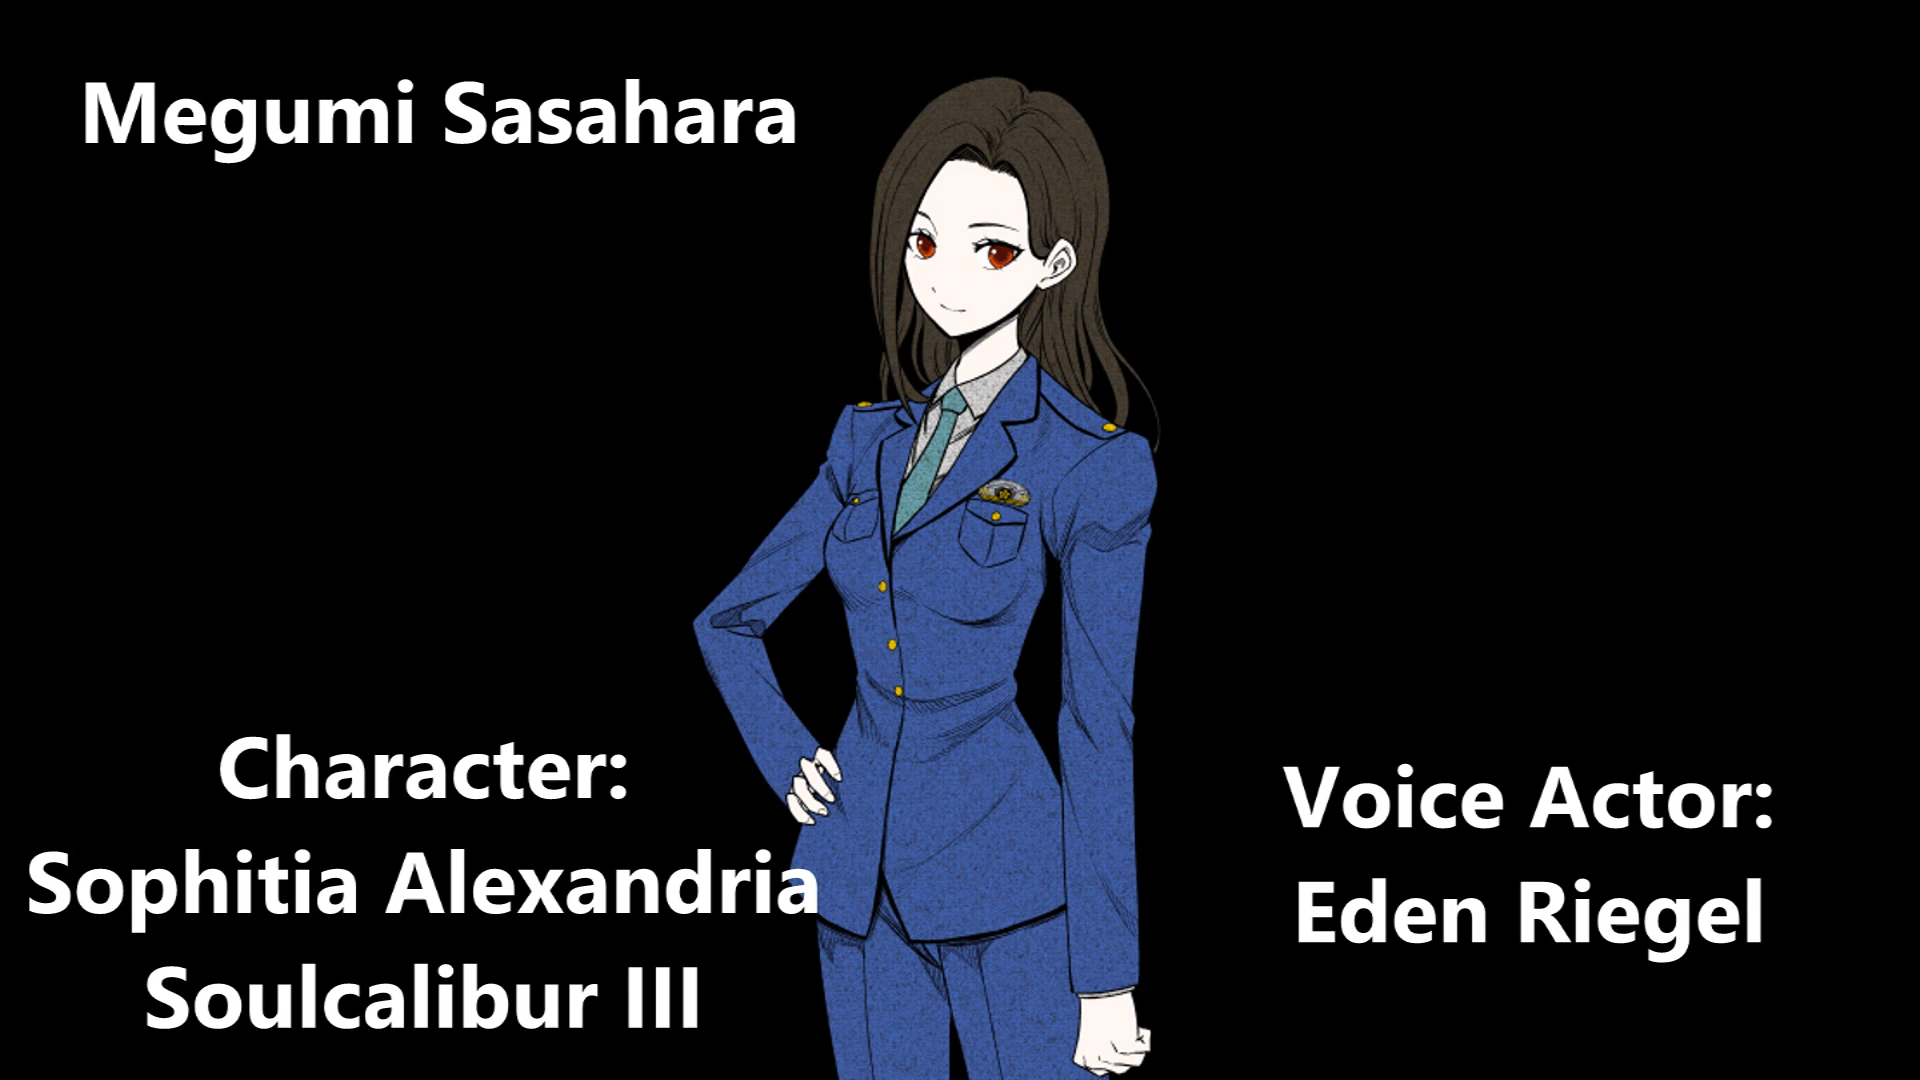 Megumi Sasahara
Character:
Sophitia Alexandria
Soulcalibur III
Voice Actor:
Eden Riegel